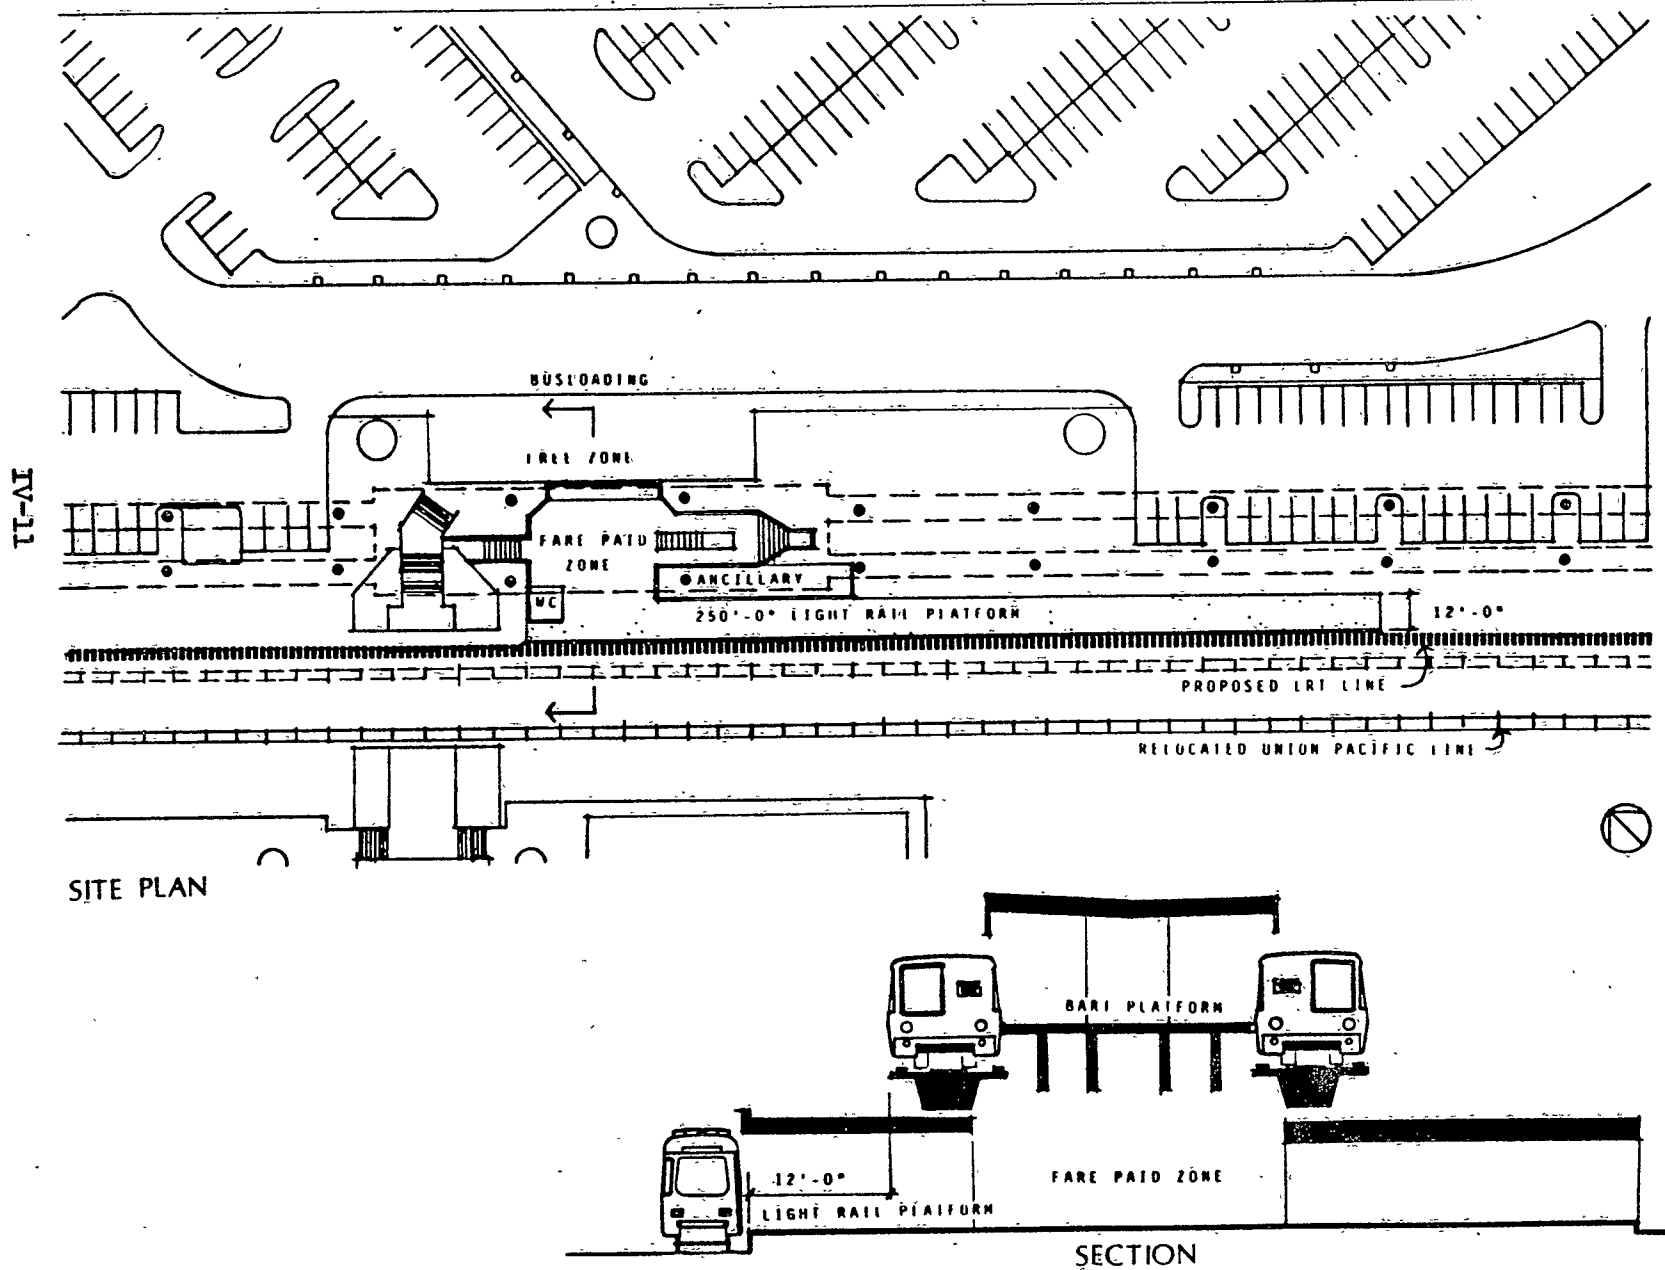 BUSLOADING
FREE ZONE
IV-11
FARE PAID
ZONE
ANCILLARY
WC
250'-0" LIGHT RAIL PLATFORM
12'-0"
PROPOSED LRT LINE
RELOCATED UNION PACIFIC LINE
SITE PLAN
BART PLATFORM
12'-0"
FARE PAID ZONE
LIGHT RAIL PLATFORM
SECTION